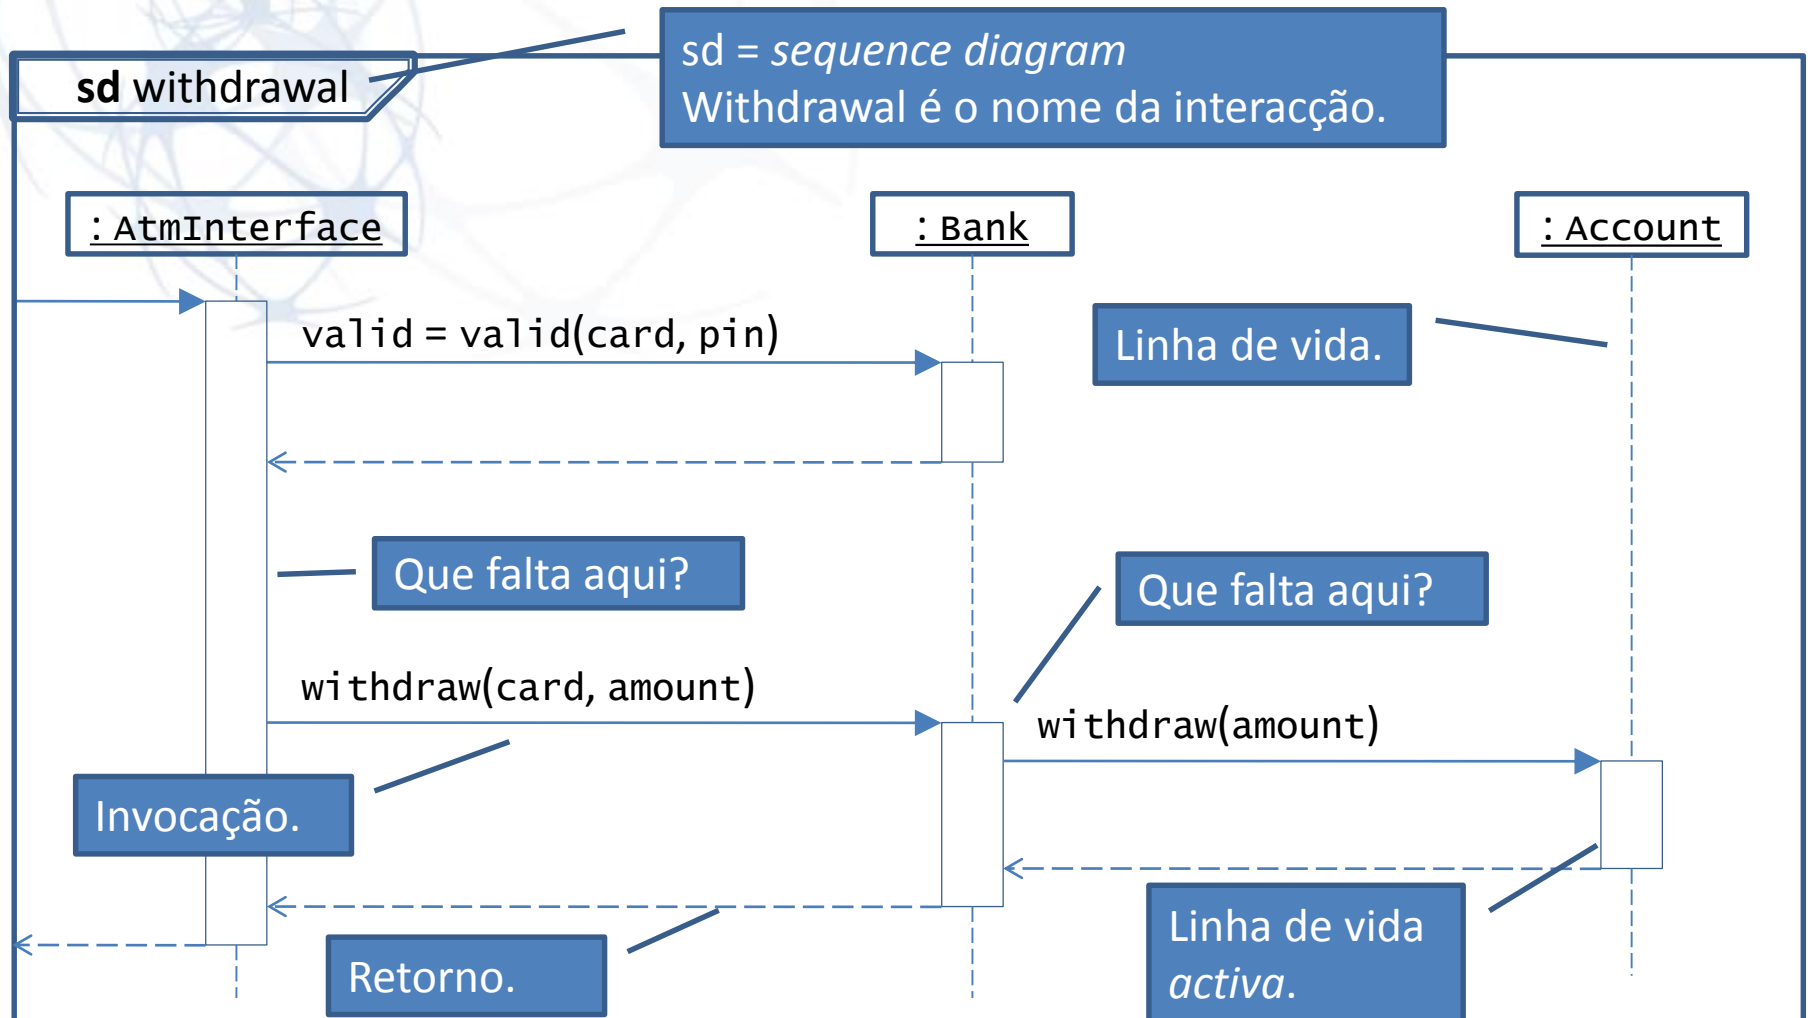 sd = sequence diagram
Withdrawal é o nome da interacção.
sd withdrawal
: AtmInterface
: Bank
: Account
valid = valid(card, pin)
Linha de vida.
Que falta aqui?
Que falta aqui?
withdraw(card, amount)
withdraw(amount)
Invocação.
Retorno.
Linha de vida
activa.